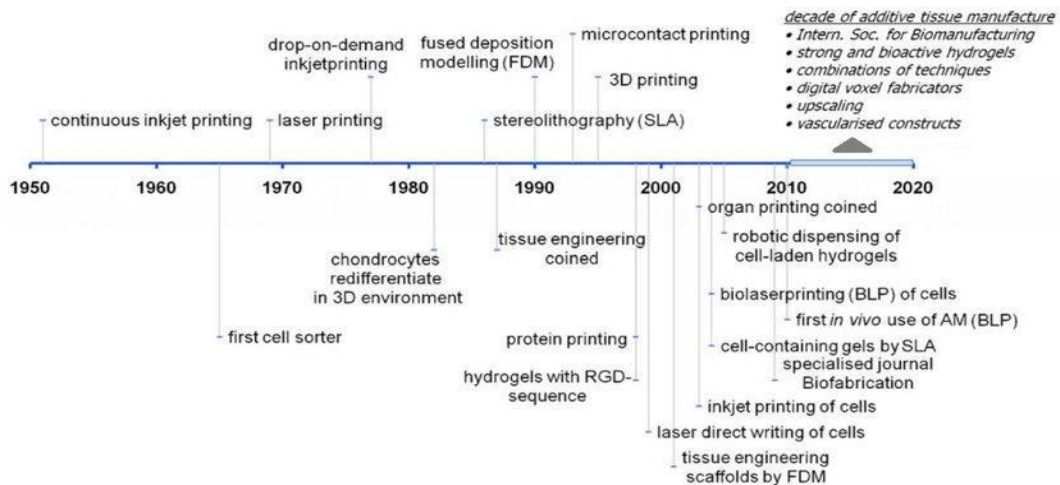 decade of additive tissue manufacture
• Intern. Soc. for Biomanufacturing
• strong and bioactive hydrogels
• combinations of techniques
• digital voxel fabricators
• upscaling
• vascularised constructs
microcontact printing
drop-on-demand
inkjetprinting
fused deposition
modelling (FDM)
3D printing
continuous inkjet printing
laser printing
stereolithography (SLA)
1950
1960
1970
1980
1990
2000
2010
2020
organ printing coined
robotic dispensing of
cell-laden hydrogels
tissue engineering
coined
chondrocytes
redifferentiate
in 3D environment
biolaserprinting (BLP) of cells
first in vivo use of AM (BLP)
first cell sorter
protein printing
cell-containing gels by SLA
specialised journal
Biofabrication
hydrogels with RGD-
sequence
inkjet printing of cells
laser direct writing of cells
tissue engineering
scaffolds by FDM